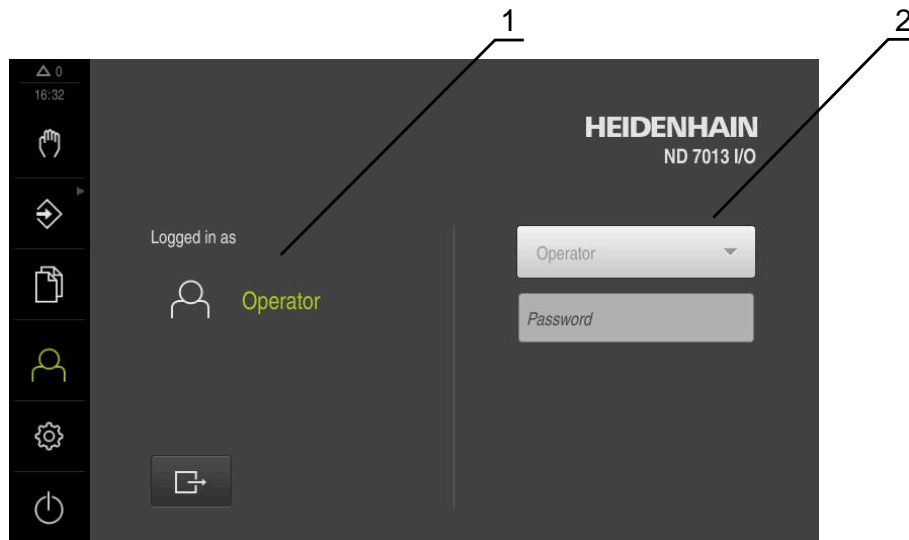 1
2
0
16:32
HEIDENHAIN
ND 7013 I/O
Logged in as
Operator
Operator
Password